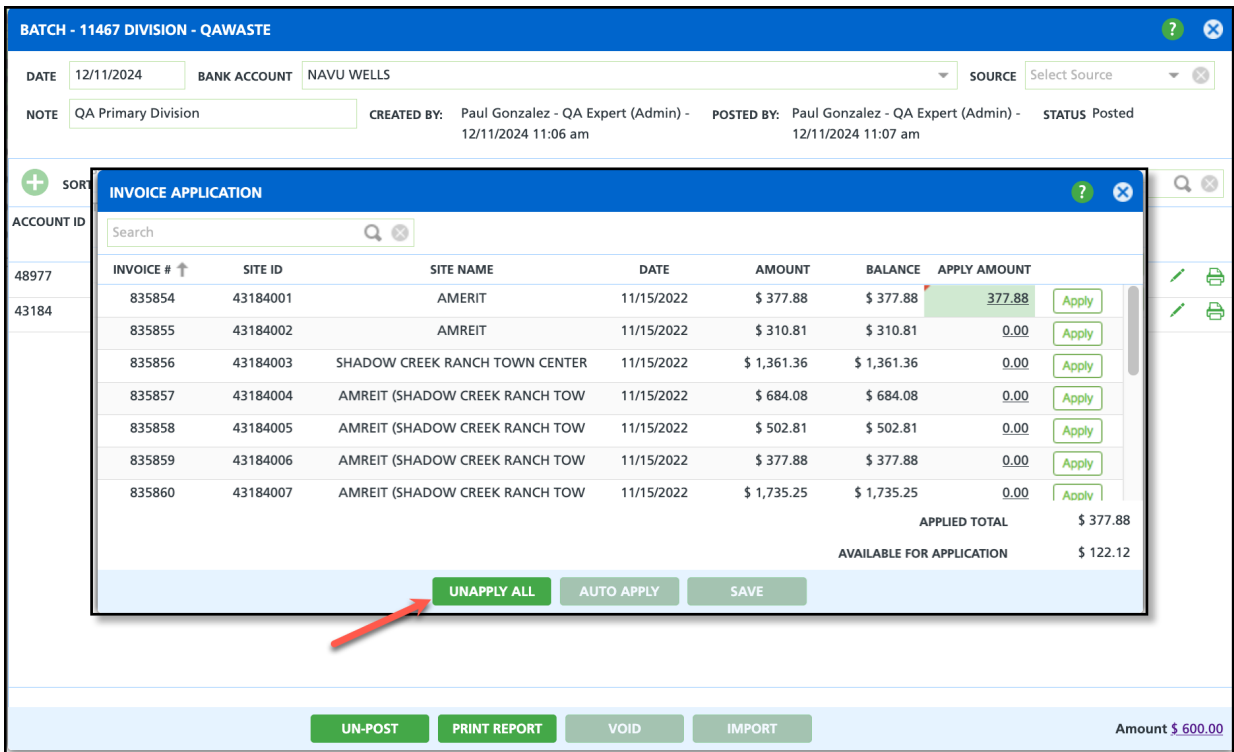 BATCH - 11467 DIVISION - QAWASTE ?
DATE 12/11/2024 BANK ACCOUNT NAVU WELLS SOURCE Select Source
NOTE QA Primary Division CREATED BY: Paul Gonzalez - QA Expert (Admin) - POSTED BY: Paul Gonzalez - QA Expert (Admin) - STATUS Posted
12/11/2024 11:06 am 12/11/2024 11:07 am
SORT
ACCOUNT ID
48977
43184
INVOICE APPLICATION ?
Search
INVOICE # SITE ID SITE NAME DATE AMOUNT BALANCE APPLY AMOUNT
835854 43184001 AMERIT 11/15/2022 $ 377.88 $ 377.88 377.88 Apply
835855 43184002 AMREIT 11/15/2022 $ 310.81 $ 310.81 0.00 Apply
835856 43184003 SHADOW CREEK RANCH TOWN CENTER 11/15/2022 $ 1,361.36 $ 1,361.36 0.00 Apply
835857 43184004 AMREIT (SHADOW CREEK RANCH TOW 11/15/2022 $ 684.08 $ 684.08 0.00 Apply
835858 43184005 AMREIT (SHADOW CREEK RANCH TOW 11/15/2022 $ 502.81 $ 502.81 0.00 Apply
835859 43184006 AMREIT (SHADOW CREEK RANCH TOW 11/15/2022 $ 377.88 $ 377.88 0.00 Apply
835860 43184007 AMREIT (SHADOW CREEK RANCH TOW 11/15/2022 $ 1,735.25 $ 1,735.25 0.00 Apply
APPLIED TOTAL $ 377.88
AVAILABLE FOR APPLICATION $ 122.12
UNAPPLY ALL AUTO APPLY SAVE
UN-POST PRINT REPORT VOID IMPORT Amount $ 600.00